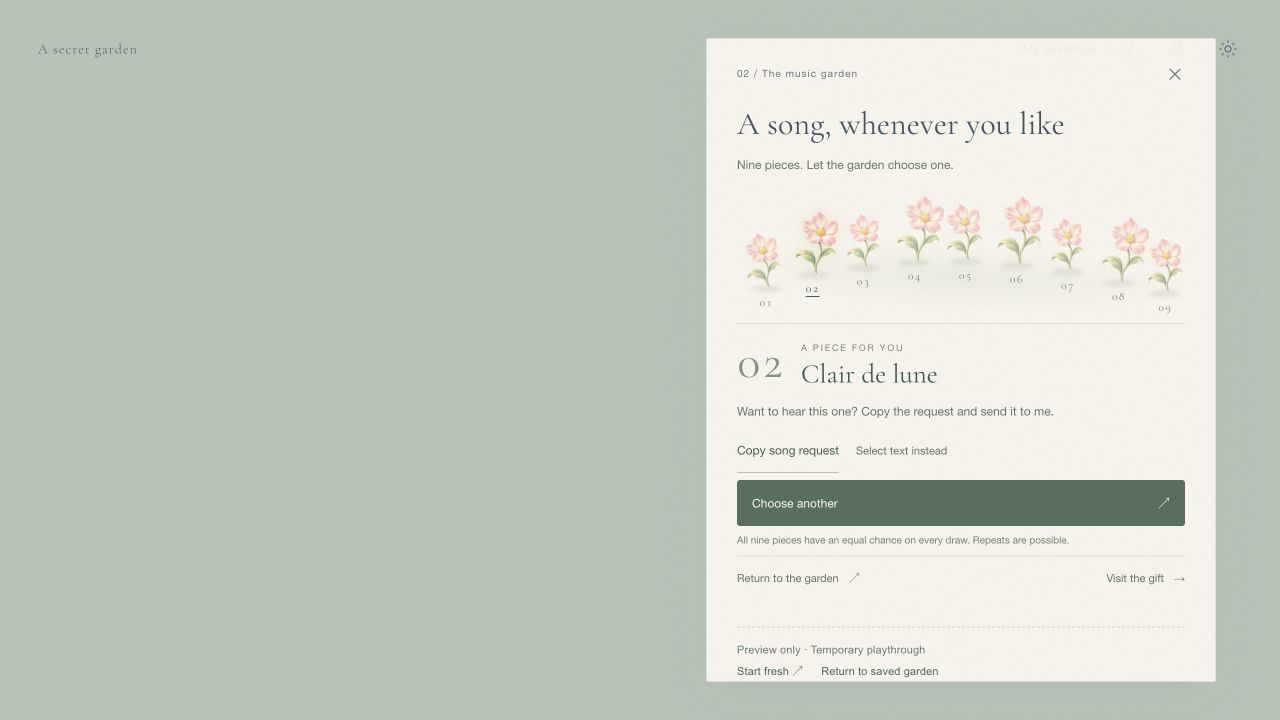 A secret garden
My envelope
02 / The music garden
A song, whenever you like
Nine pieces. Let the garden choose one.
01
02
03
04
05
06
07
08
09
A PIECE FOR YOU
02
Clair de lune
Want to hear this one? Copy the request and send it to me.
Copy song request
Select text instead
Choose another
All nine pieces have an equal chance on every draw. Repeats are possible.
Return to the garden
Visit the gift
Preview only · Temporary playthrough
Start fresh
Return to saved garden